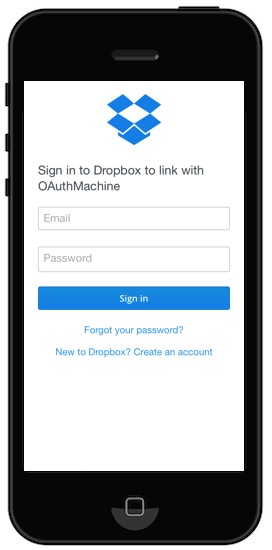 Sign in to Dropbox to link with
OAuthMachine
Email
Password
Sign in
Forgot your password?
New to Dropbox? Create an account